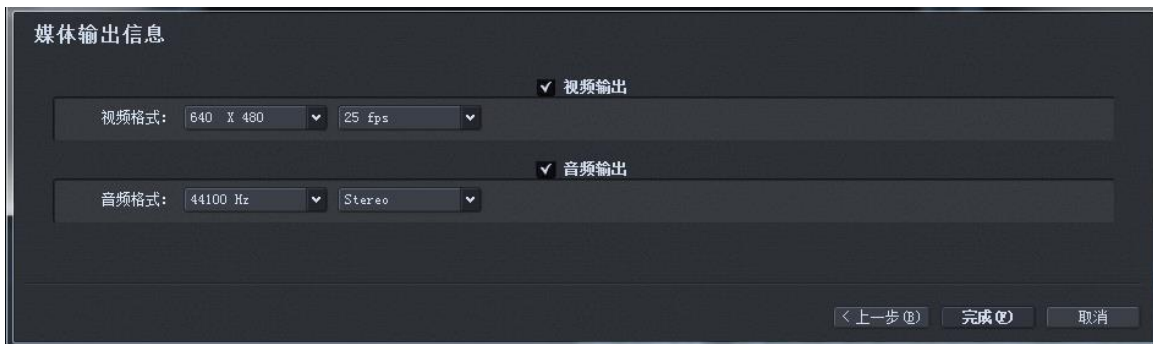 媒体输出信息
视频输出
视频格式: 640 X 480 25 fps
音频输出
音频格式: 44100 Hz Stereo
<上一步(B) 完成(F) 取消